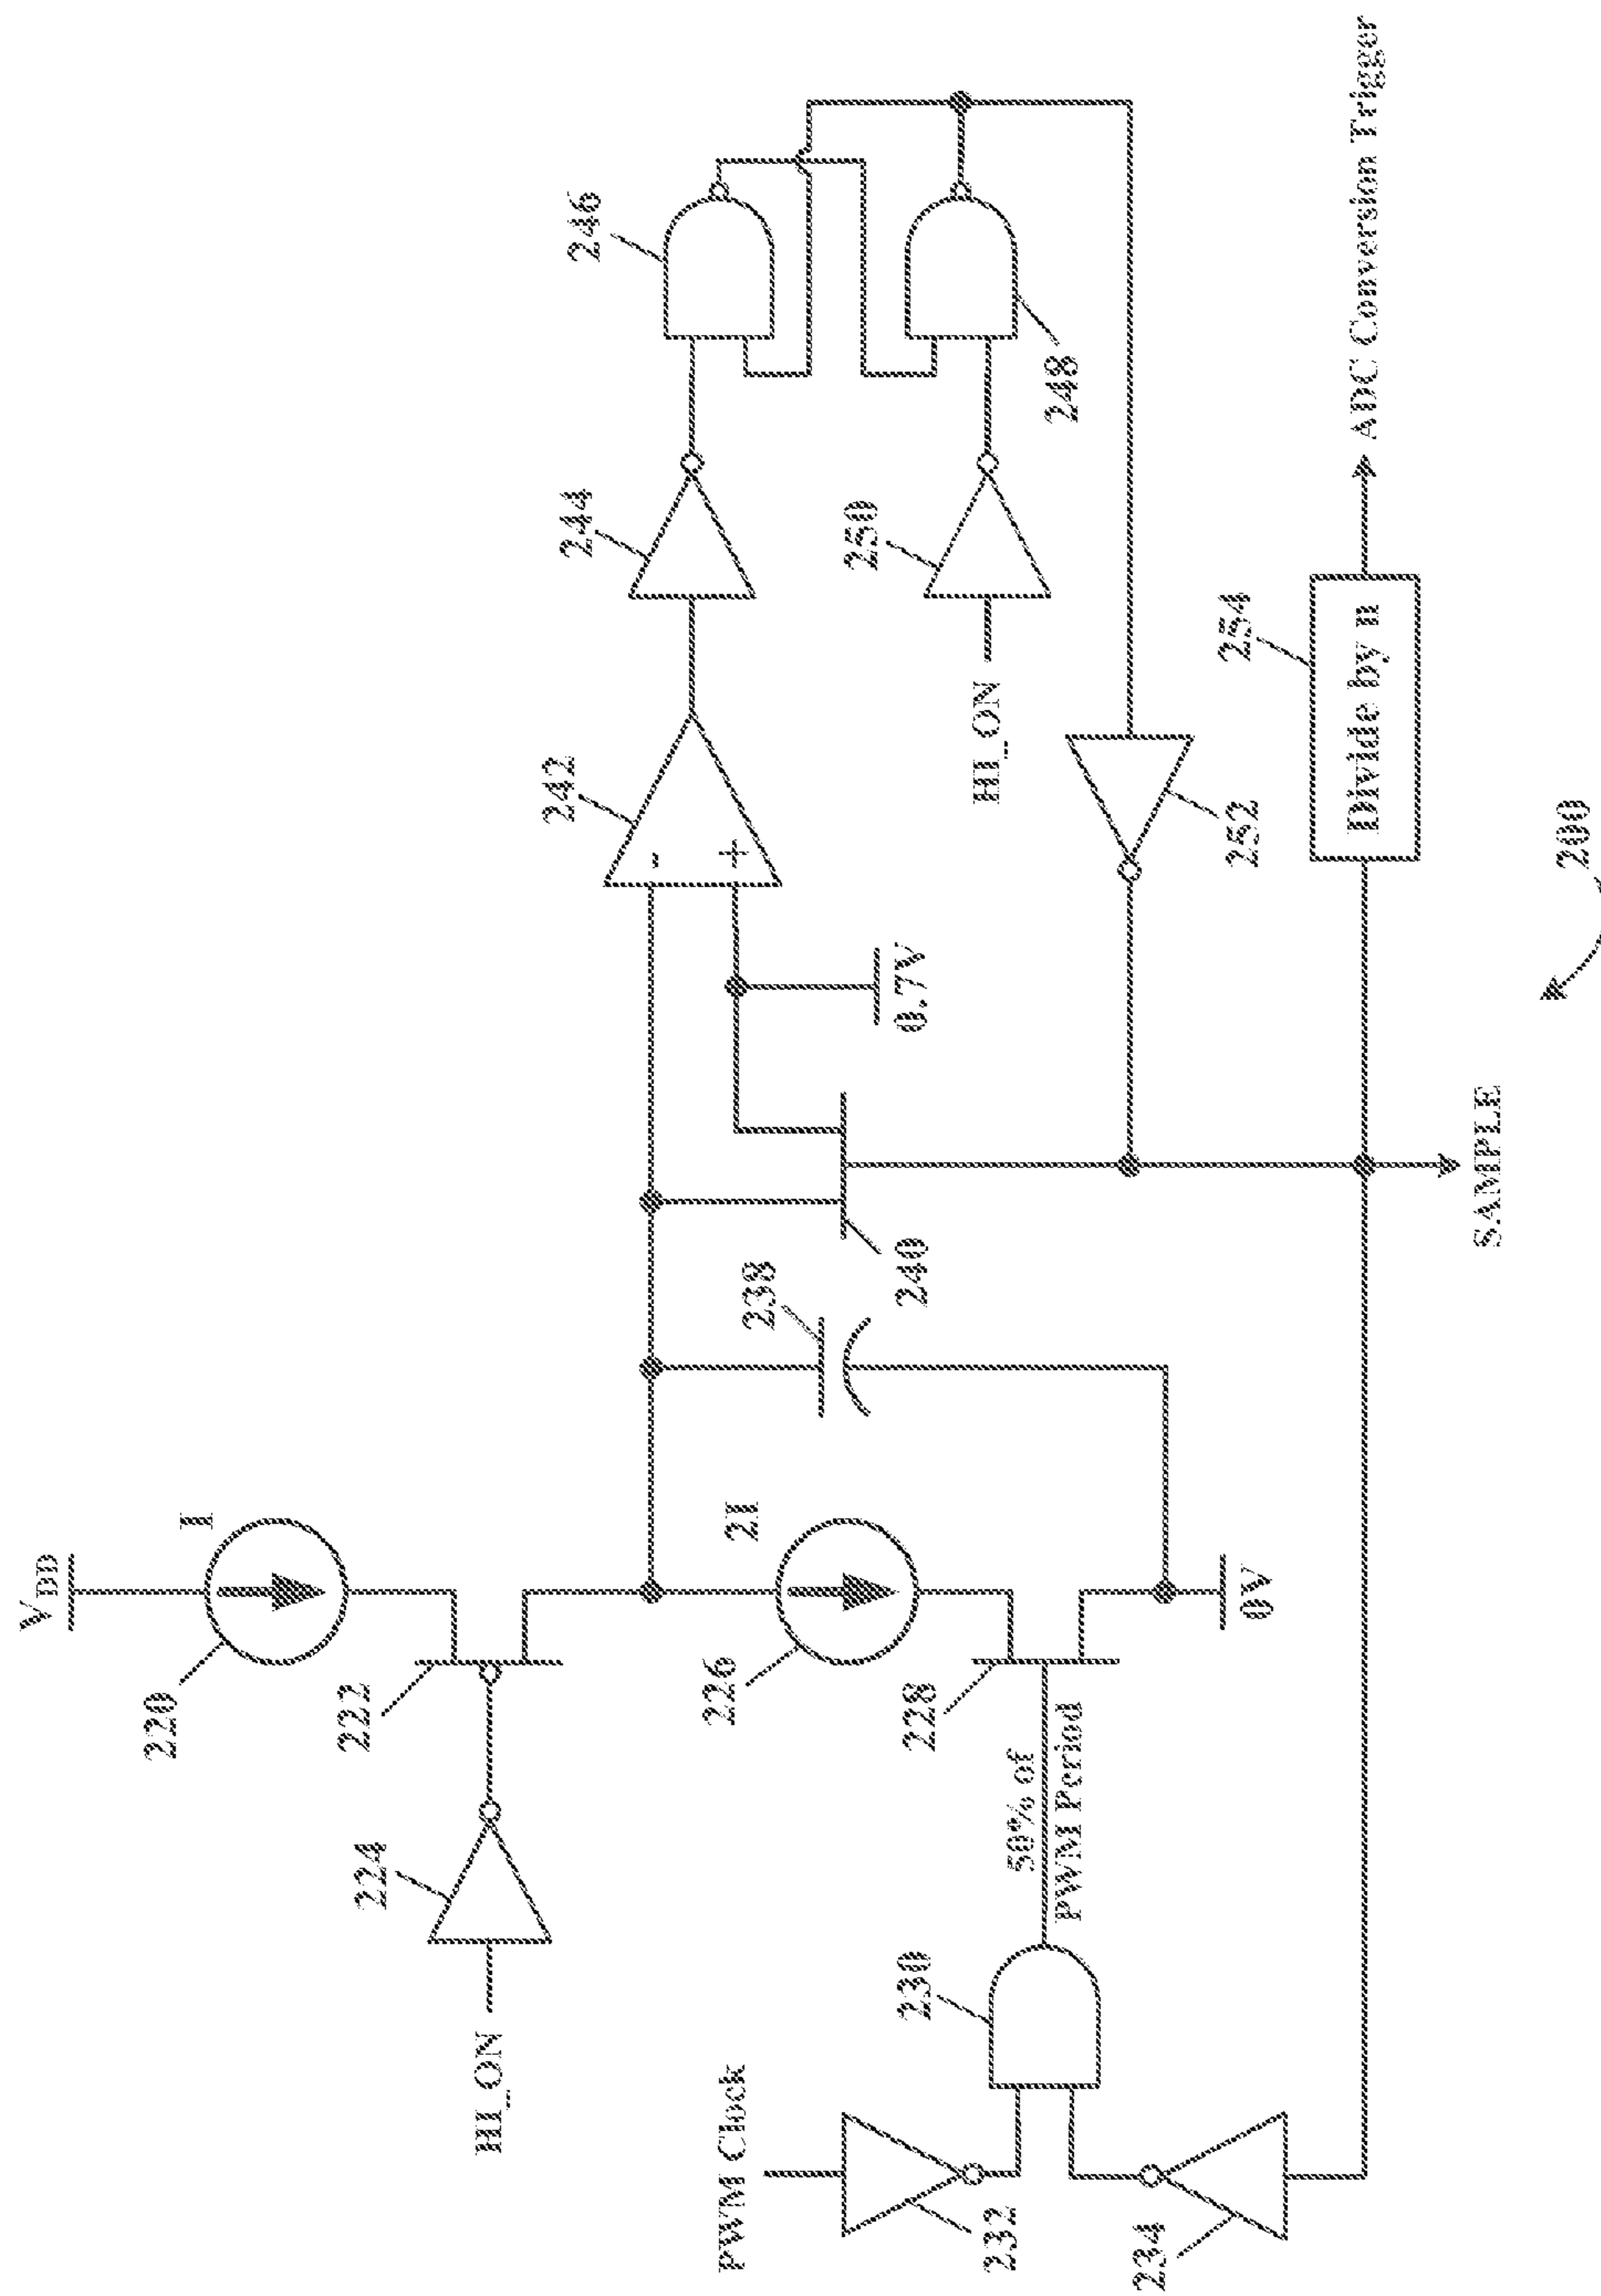 VDD
I
220
222
224
HI_ON
2I
226
228
50% of
PWM Period
230
PWM Clock
232
234
0V
238
240
0.7V
242
-
+
244
246
248
250
HI_ON
252
254
Divide by n
ADC Conversion Trigger
SAMPLE
200